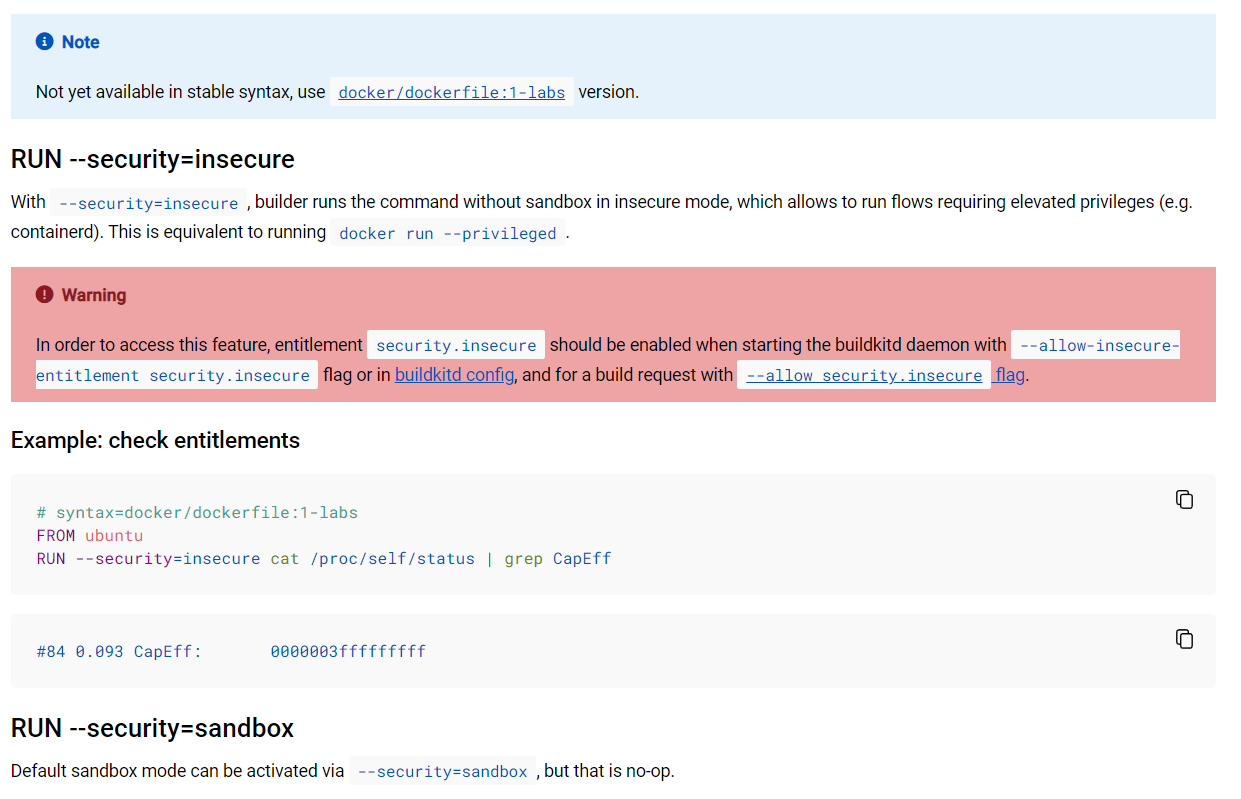 Note
Not yet available in stable syntax, use docker/dockerfile:1-labs version.
RUN --security=insecure
With --security=insecure , builder runs the command without sandbox in insecure mode, which allows to run flows requiring elevated privileges (e.g.
containerd). This is equivalent to running docker run --privileged .
Warning
In order to access this feature, entitlement security.insecure should be enabled when starting the buildkitd daemon with --allow-insecure-
entitlement security.insecure flag or in buildkitd config, and for a build request with --allow security.insecure flag.
Example: check entitlements
# syntax=docker/dockerfile:1-labs
FROM ubuntu
RUN --security=insecure cat /proc/self/status | grep CapEff
#84 0.093 CapEff:       0000003fffffffff
RUN --security=sandbox
Default sandbox mode can be activated via --security=sandbox , but that is no-op.